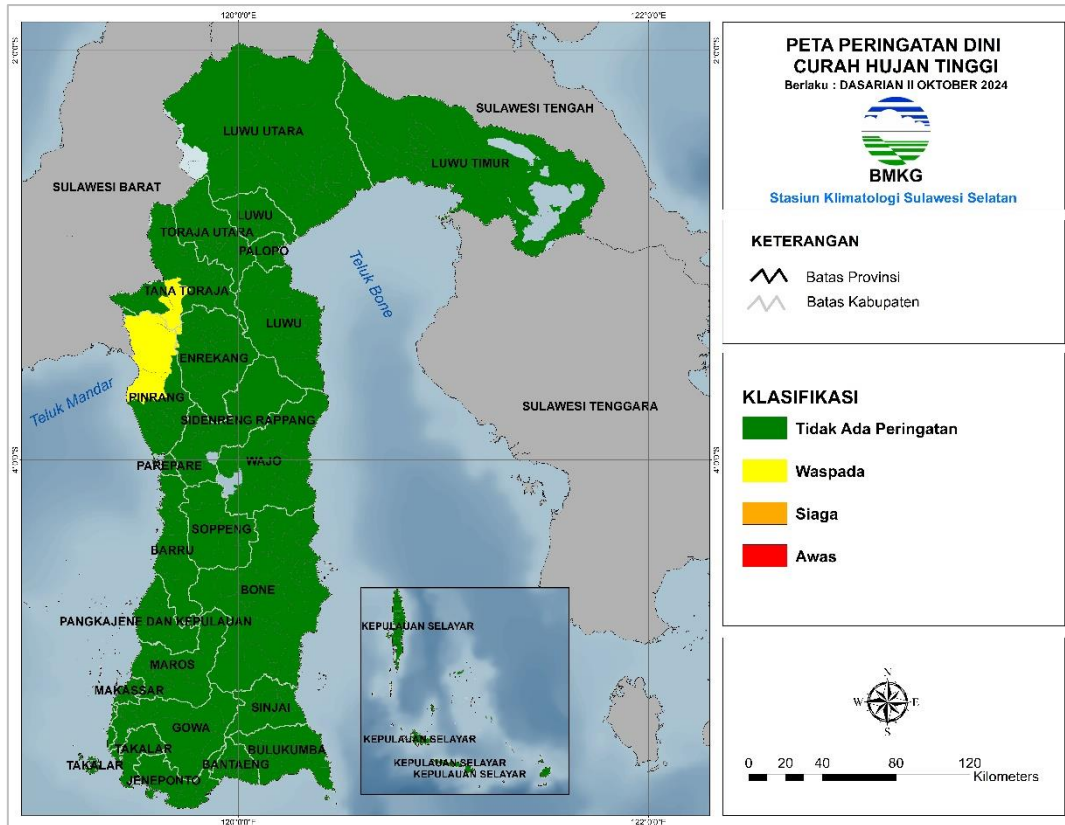 120°0'0"E
122°0'0"E
2°0'0"S
2°0'0"S
SULAWESI TENGAH
LUWU UTARA
LUWU TIMUR
SULAWESI BARAT
LUWU
TORAJA UTARA
PALOPO
Teluk Bone
TANA TORAJA
LUWU
ENREKANG
Teluk Mandar
PINRANG
SULAWESI TENGGARA
SIDENRENG RAPPANG
4°0'0"S
PAREPARE
WAJO
4°0'0"S
SOPPENG
BARRU
BONE
PANGKAJENE DAN KEPULAUAN
KEPULAUAN SELAYAR
MAROS
MAKASSAR
SINJAI
GOWA
KEPULAUAN SELAYAR
TAKALAR
BULUKUMBA
TAKALAR
BANTAENG
KEPULAUAN SELAYAR
KEPULAUAN SELAYAR
JENEPONTO
120°0'0"E
122°0'0"E
PETA PERINGATAN DINI
CURAH HUJAN TINGGI
Berlaku : DASARIAN II OKTOBER 2024
BMKG
Stasiun Klimatologi Sulawesi Selatan
KETERANGAN
Batas Provinsi
Batas Kabupaten
KLASIFIKASI
Tidak Ada Peringatan
Waspada
Siaga
Awas
N
W E
S
0 20 40 80 120
Kilometers